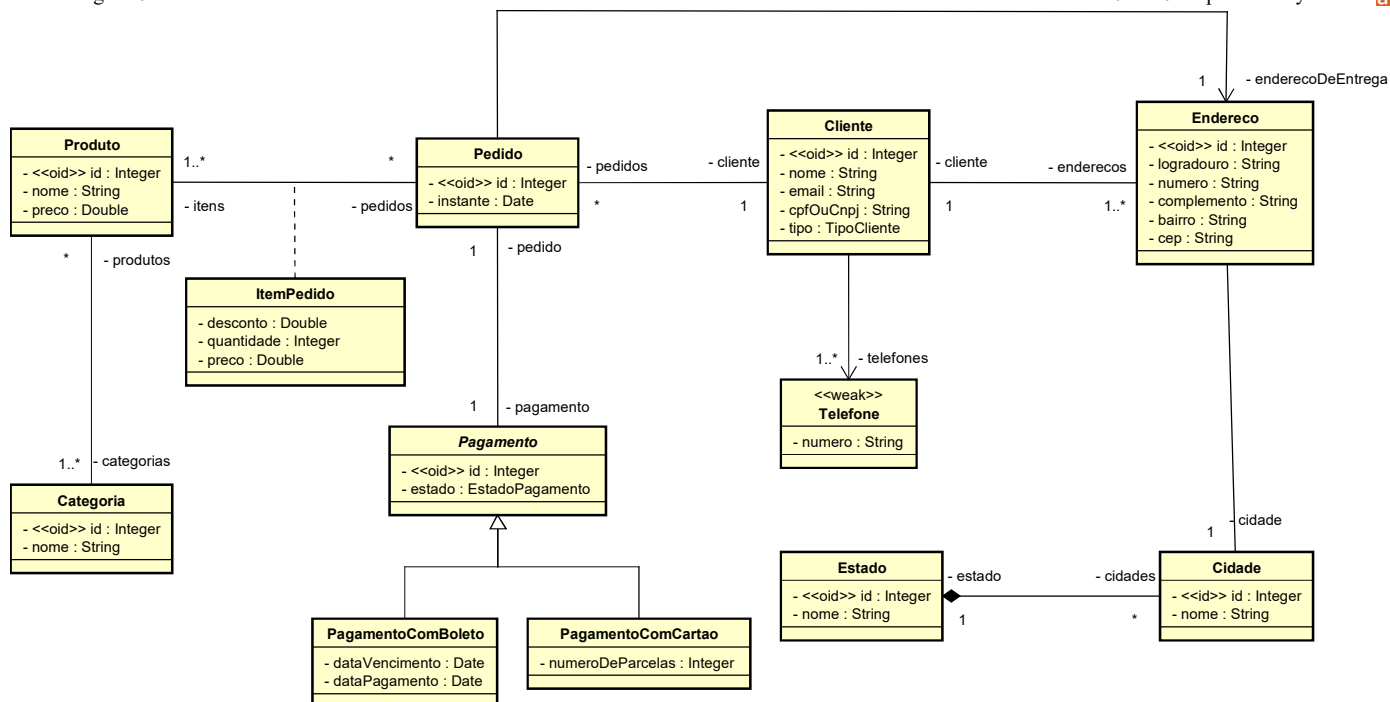 1
- enderecoDeEntrega
Produto
- <<oid>> id : Integer
- nome : String
- preco : Double
1..*
*
- itens
- pedidos
Pedido
- <<oid>> id : Integer
- instante : Date
- pedidos
- cliente
*
1
Cliente
- <<oid>> id : Integer
- nome : String
- email : String
- cpfOuCnpj : String
- tipo : TipoCliente
- cliente
- enderecos
1
1..*
Endereco
- <<oid>> id : Integer
- logradouro : String
- numero : String
- complemento : String
- bairro : String
- cep : String
*
- produtos
1
- pedido
ItemPedido
- desconto : Double
- quantidade : Integer
- preco : Double
1..*
- telefones
<<weak>>
Telefone
- numero : String
1
- pagamento
Pagamento
- <<oid>> id : Integer
- estado : EstadoPagamento
1..*
- categorias
Categoria
- <<oid>> id : Integer
- nome : String
1
- cidade
Estado
- <<oid>> id : Integer
- nome : String
- estado
- cidades
1
*
Cidade
- <<id>> id : Integer
- nome : String
PagamentoComBoleto
- dataVencimento : Date
- dataPagamento : Date
PagamentoComCartao
- numeroDeParcelas : Integer